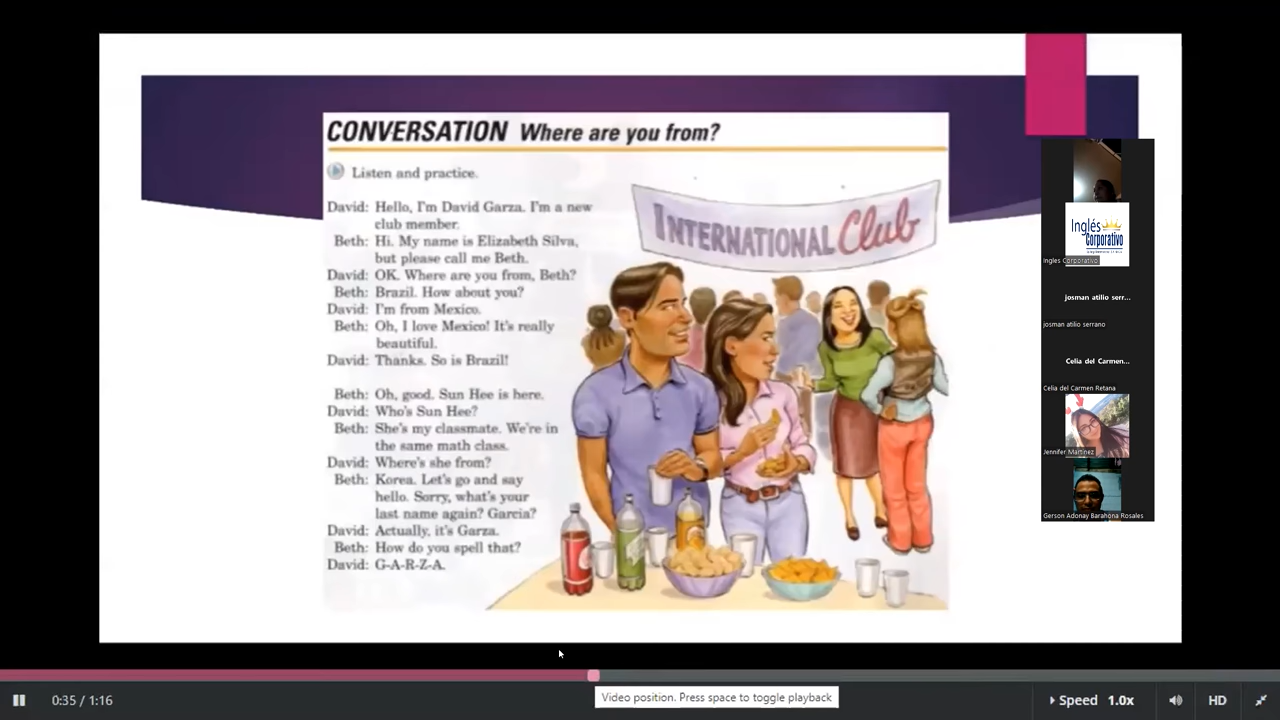 CONVERSATION Where are you from?
Listen and practice.
David: Hello, I'm David Garza. I'm a new
club member.
Beth: Hi. My name is Elizabeth Silva,
but please call me Beth.
David: OK. Where are you from, Beth?
Beth: Brazil. How about you?
David: I'm from Mexico.
Beth: Oh, I love Mexico! It's really
beautiful.
David: Thanks. So is Brazil!
Beth: Oh, good. Sun Hee is here.
David: Who's Sun Hee?
Beth: She's my classmate. We're in
the same math class.
David: Where's she from?
Beth: Korea. Let's go and say
hello. Sorry, what's your
last name again? Garcia?
David: Actually, it's Garza.
Beth: How do you spell that?
David: G-A-R-Z-A.
INTERNATIONAL Club
Inglés
Corporativo
Ingles Corporativo
josman atilio serr...
josman atilio serrano
Celia del Carmen...
Celia del Carmen Retana
Jennifer Martinez
Gerson Adonay Barahona Rosales
0:35 / 1:16
Video position. Press space to toggle playback
Speed 1.0x
HD